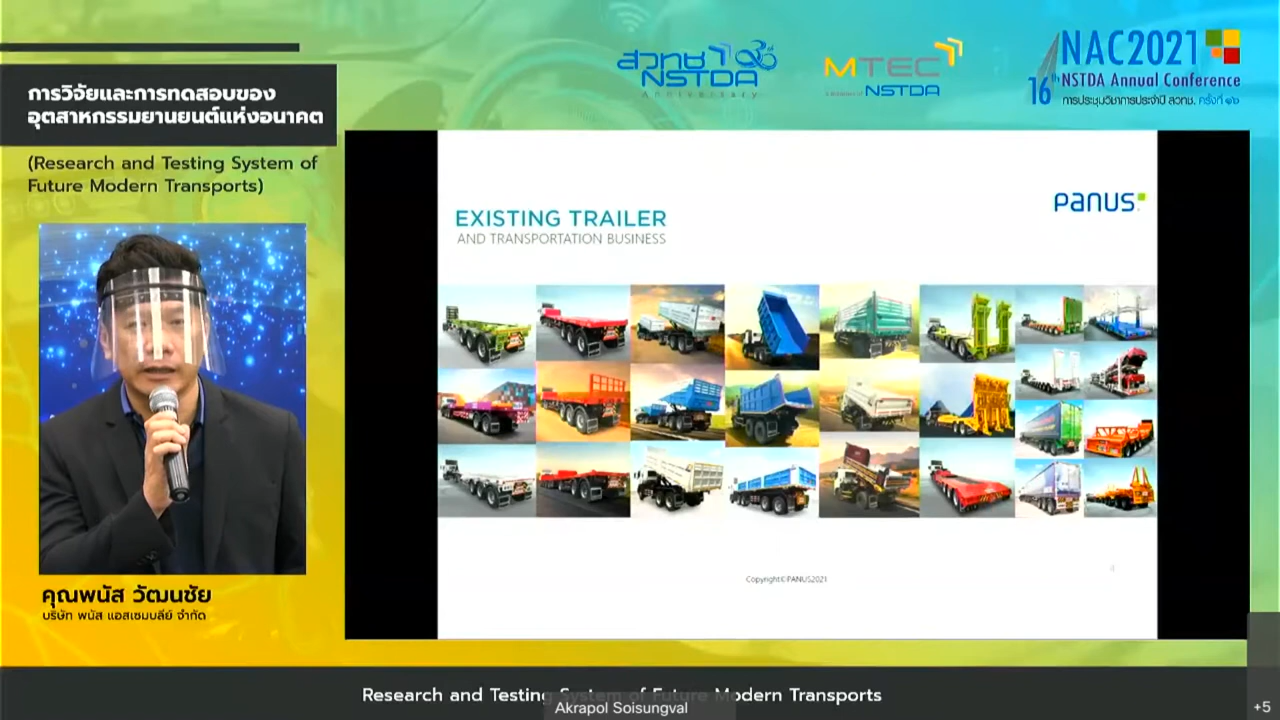 การวิจัยและการทดสอบของ
อุตสาหกรรมยานยนต์แห่งอนาคต
(Research and Testing System of
Future Modern Transports)
สวทช
NSTDA
Anniversary
MTEC
a member of NSTDA
NAC2021
16th NSTDA Annual Conference
การประชุมวิชาการประจำปี สวทช. ครั้งที่ ๑๖
PANUS
EXISTING TRAILER
AND TRANSPORTATION BUSINESS
Copyright©PANUS2021
คุณพนัส วัฒนชัย
บริษัท พนัส แอสเซมบลีย์ จำกัด
Research and Testing System of Future Modern Transports
Akrapol Soisungval
+5